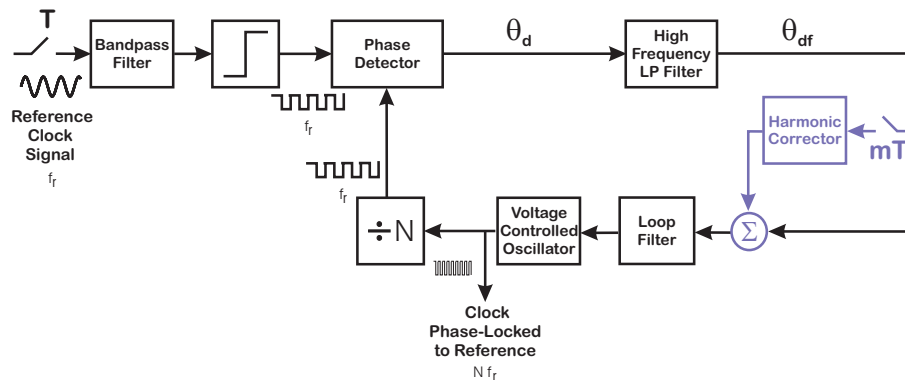 T
Bandpass
Filter
Phase
Detector
θd
High
Frequency
LP Filter
θdf
Reference
Clock
Signal
fr
fr
Harmonic
Corrector
mT
fr
÷N
Voltage
Controlled
Oscillator
Loop
Filter
Σ
Clock
Phase-Locked
to Reference
N fr